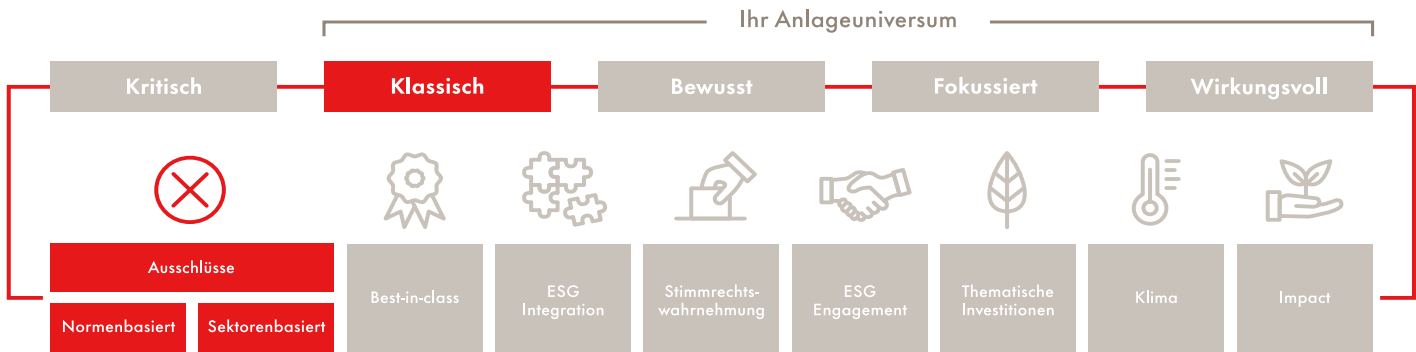 Ihr Anlageuniversum
Kritisch
Klassisch
Bewusst
Fokussiert
Wirkungsvoll
Ausschlüsse
Normenbasiert
Sektorenbasiert
Best-in-class
ESG
Integration
Stimmrechts-
wahrnehmung
ESG
Engagement
Thematische
Investitionen
Klima
Impact